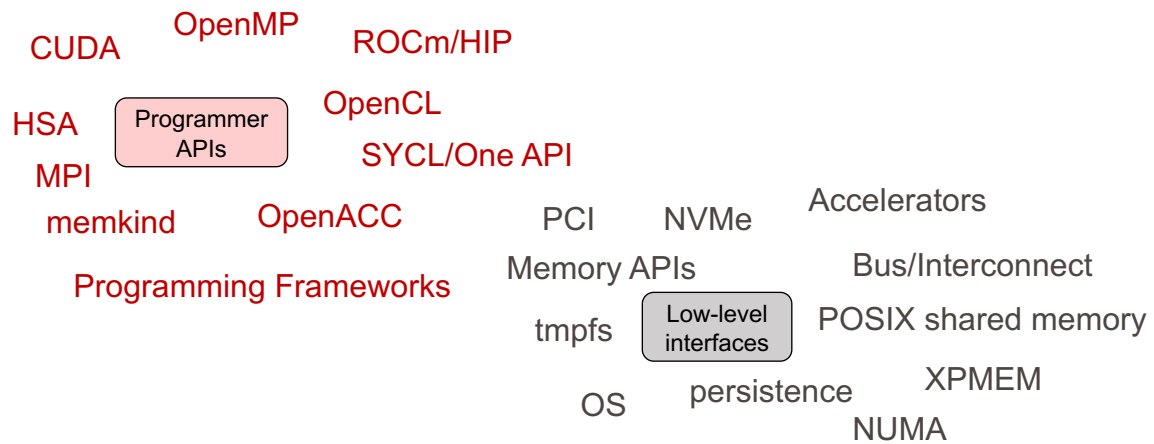 OpenMP
CUDA
ROCm/HIP
OpenCL
HSA
Programmer
APIs
SYCL/One API
MPI
memkind
OpenACC
Programming Frameworks
PCI
NVMe
Accelerators
Memory APIs
Bus/Interconnect
tmpfs
Low-level
interfaces
POSIX shared memory
OS
persistence
XPMEM
NUMA